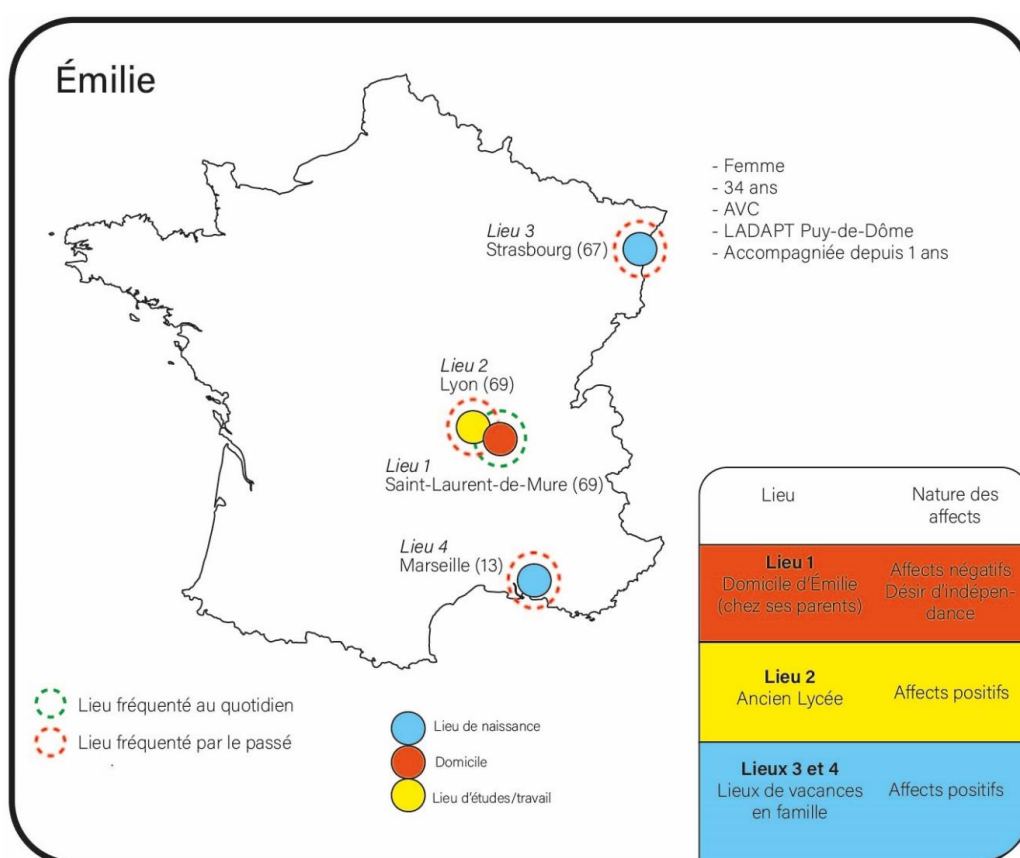 Émilie
- Femme
- 34 ans
- AVC
- LADAPT Puy-de-Dôme
- Accompagniée depuis 1 ans
Lieu 3
Strasbourg (67)
Lieu 2
Lyon (69)
Lieu 1
Saint-Laurent-de-Mure (69)
Lieu 4
Marseille (13)
Lieu fréquenté au quotidien
Lieu fréquenté par le passé
Lieu de naissance
Domicile
Lieu d'études/travail
Lieu
Nature des
affects
Lieu 1
Domicile d'Émilie
(chez ses parents)
Affects négatifs
Désir d'indépen-
dance
Lieu 2
Ancien Lycée
Affects positifs
Lieux 3 et 4
Lieux de vacances
en famille
Affects positifs